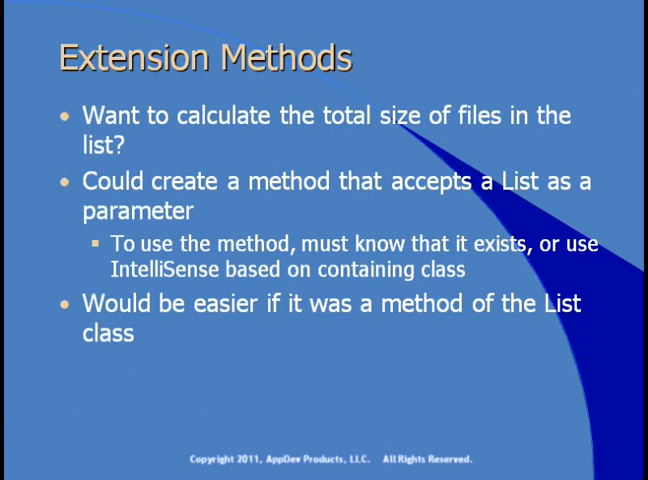 Extension Methods
• Want to calculate the total size of files in the
list?
• Could create a method that accepts a List as a
parameter
▪ To use the method, must know that it exists, or use
IntelliSense based on containing class
• Would be easier if it was a method of the List
class
Copyright 2011, AppDev Products, LLC. All Rights Reserved.